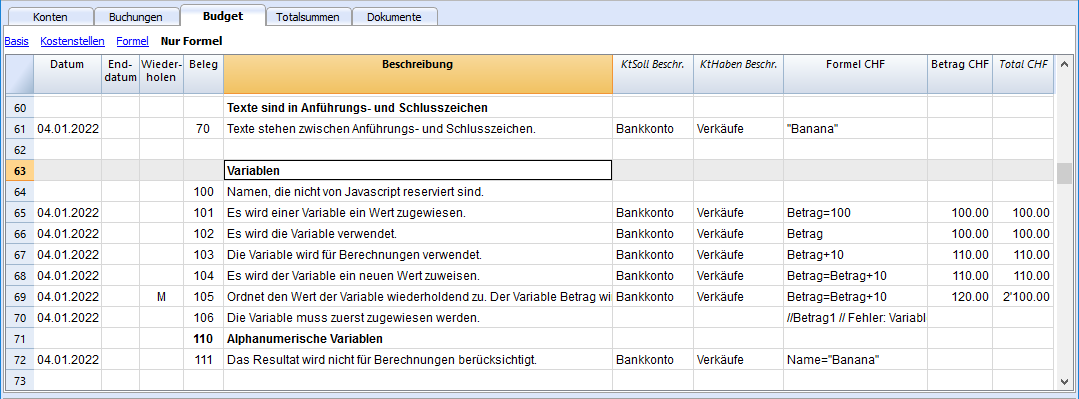 Konten Buchungen Budget Totalsummen Dokumente
Basis Kostenstellen Formel Nur Formel
Datum End-datum Wieder-holen Beleg Beschreibung KtSoll Beschr. KtHaben Beschr. Formel CHF Betrag CHF Total CHF
60 Texte sind in Anführungs- und Schlusszeichen
61 04.01.2022 70 Texte stehen zwischen Anführungs- und Schlusszeichen. Bankkonto Verkäufe "Banana"
62
63 Variablen
64 100 Namen, die nicht von Javascript reserviert sind.
65 04.01.2022 101 Es wird einer Variable ein Wert zugewiesen. Bankkonto Verkäufe Betrag=100 100.00 100.00
66 04.01.2022 102 Es wird die Variable verwendet. Bankkonto Verkäufe Betrag 100.00 100.00
67 04.01.2022 103 Die Variable wird für Berechnungen verwendet. Bankkonto Verkäufe Betrag+10 110.00 110.00
68 04.01.2022 104 Es wird der Variable ein neuen Wert zuweisen. Bankkonto Verkäufe Betrag=Betrag+10 110.00 110.00
69 04.01.2022 M 105 Ordnet den Wert der Variable wiederholend zu. Der Variable Betrag wi Bankkonto Verkäufe Betrag=Betrag+10 120.00 2'100.00
70 04.01.2022 106 Die Variable muss zuerst zugewiesen werden. //Betrag1 // Fehler: Variabl
71 110 Alphanumerische Variablen
72 04.01.2022 111 Das Resultat wird nicht für Berechnungen berücksichtigt. Bankkonto Verkäufe Name="Banana"
73